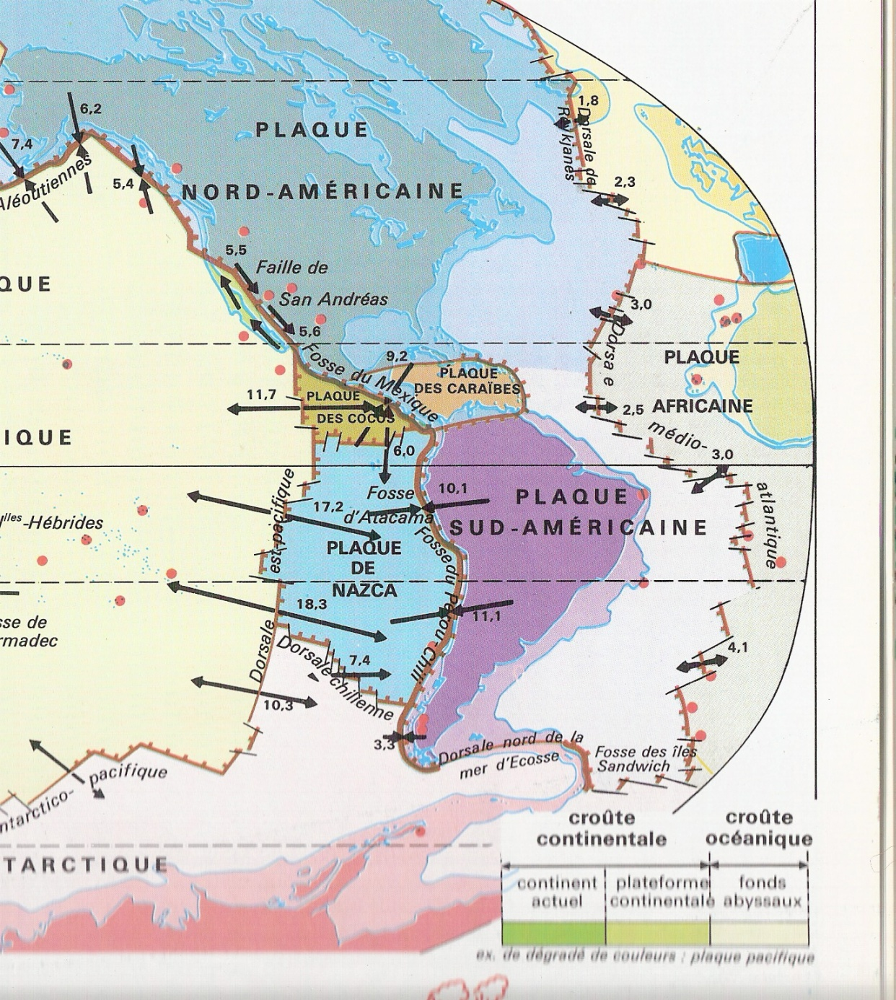 1,8
Dorsale de
Reykjanes
6,2
PLAQUE
7,4
Aléoutiennes
5,4
2,3
NORD-AMÉRICAINE
5,5
Faille de
San Andréas
QUE
3,0
5,6
Fosse du Mexique
9,2
PLAQUE
DES CARAÏBES
Dorsa e
PLAQUE
AFRICAINE
11,7
PLAQUE
DES COCOS
2,5
IQUE
médio-
6,0
3,0
atlantique
Fosse
d'Atacama
10,1
PLAQUE
SUD-AMÉRICAINE
17,2
est-pacifique
lles-Hébrides
PLAQUE
DE
NAZCA
Fosse du Pérou-Chili
18,3
11,1
sse de
rmadec
Dorsale
Dorsale chilienne
7,4
4,1
10,3
3,3
Dorsale nord de la
mer d'Ecosse
Fosse des îles
Sandwich
pacifique
ntarctico-
TARCTIQUE
croûte
continentale
croûte
océanique
continent
actuel
plateforme
continentale
fonds
abyssaux
ex. de dégradé de couleurs : plaque pacifique